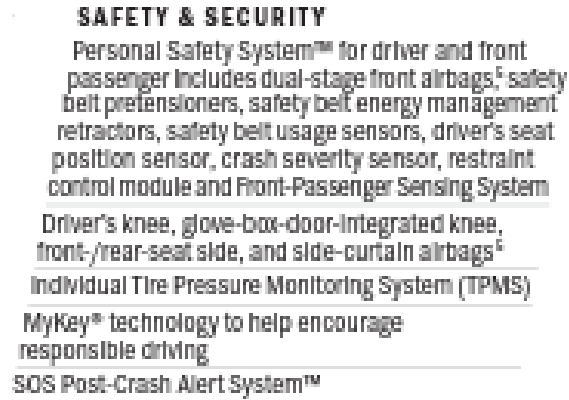 SAFETY & SECURITY
Personal Safety System™ for driver and front
passenger includes dual-stage front airbags,⁵ safety
belt pretensioners, safety belt energy management
retractors, safety belt usage sensors, driver's seat
position sensor, crash severity sensor, restraint
control module and Front-Passenger Sensing System
Driver's knee, glove-box-door-integrated knee,
front-/rear-seat side, and side-curtain airbags⁵
Individual Tire Pressure Monitoring System (TPMS)
MyKey® technology to help encourage
responsible driving
SOS Post-Crash Alert System™